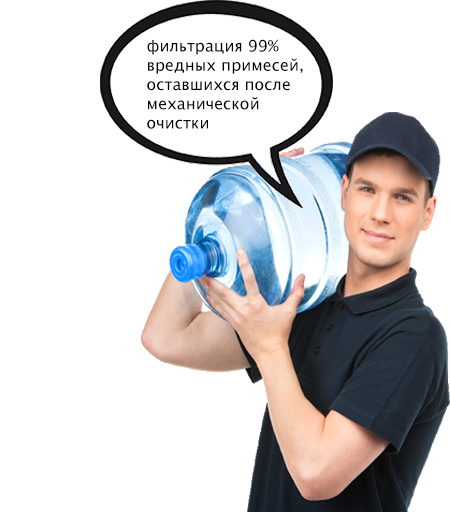 фильтрация 99%
вредных примесей,
оставшихся после
механической
очистки